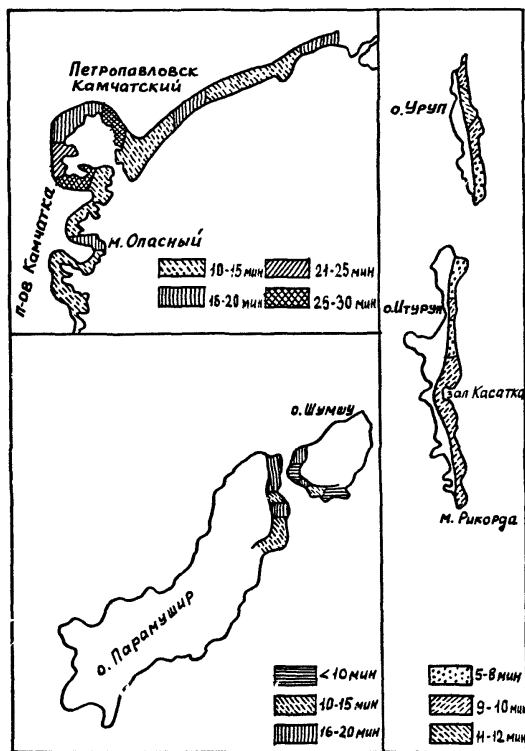 Петропавловск
Камчатский
п-ов Камчатка
м. Опасный
10-15 мин
16-20 мин
21-25 мин
25-30 мин
о. Шумшу
о. Парамушир
<10 мин
10-15 мин
16-20 мин
о. Уруп
о. Итуруп
зал Касатка
м. Рикорда
5-8 мин
9-10 мин
11-12 мин